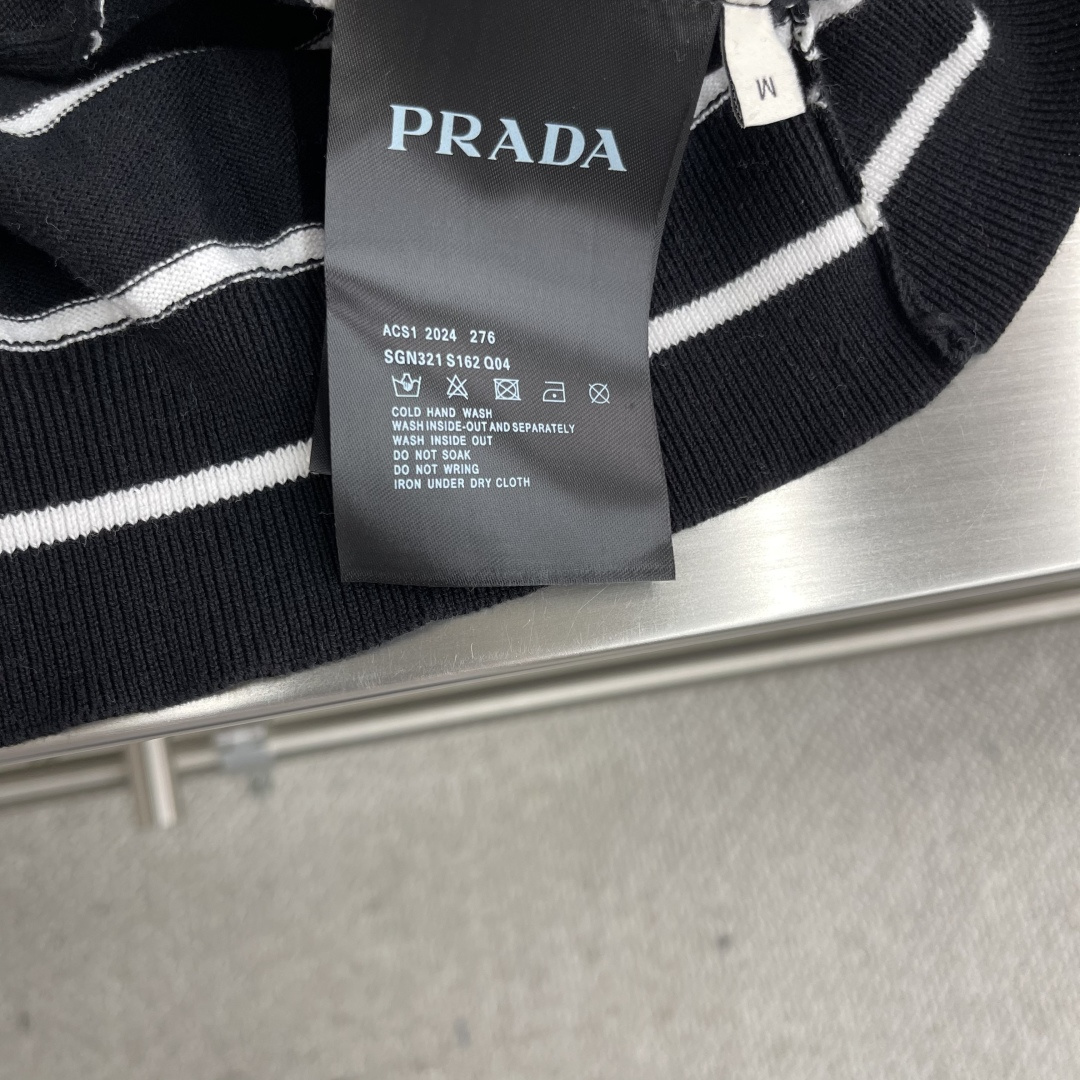 PRADA
M
ACS1 2024 276
SGN321 S162 Q04
COLD HAND WASH
WASH INSIDE-OUT AND SEPARATELY
WASH INSIDE OUT
DO NOT SOAK
DO NOT WRING
IRON UNDER DRY CLOTH